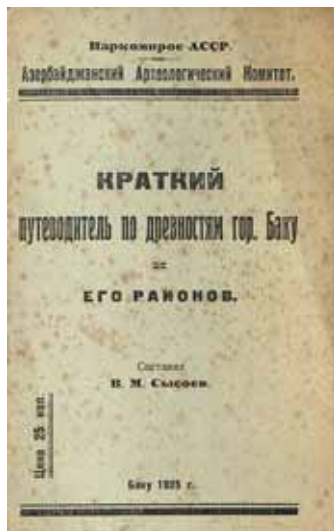 Наркомпрос АССР.
Азербайджанский Археологический Комитет.
КРАТКИЙ
путеводитель по древностям гор. Баку
и
ЕГО РАЙОНОВ.
Составил
В. М. Сысоев.
Цена 25 коп.
Баку 1925 г.